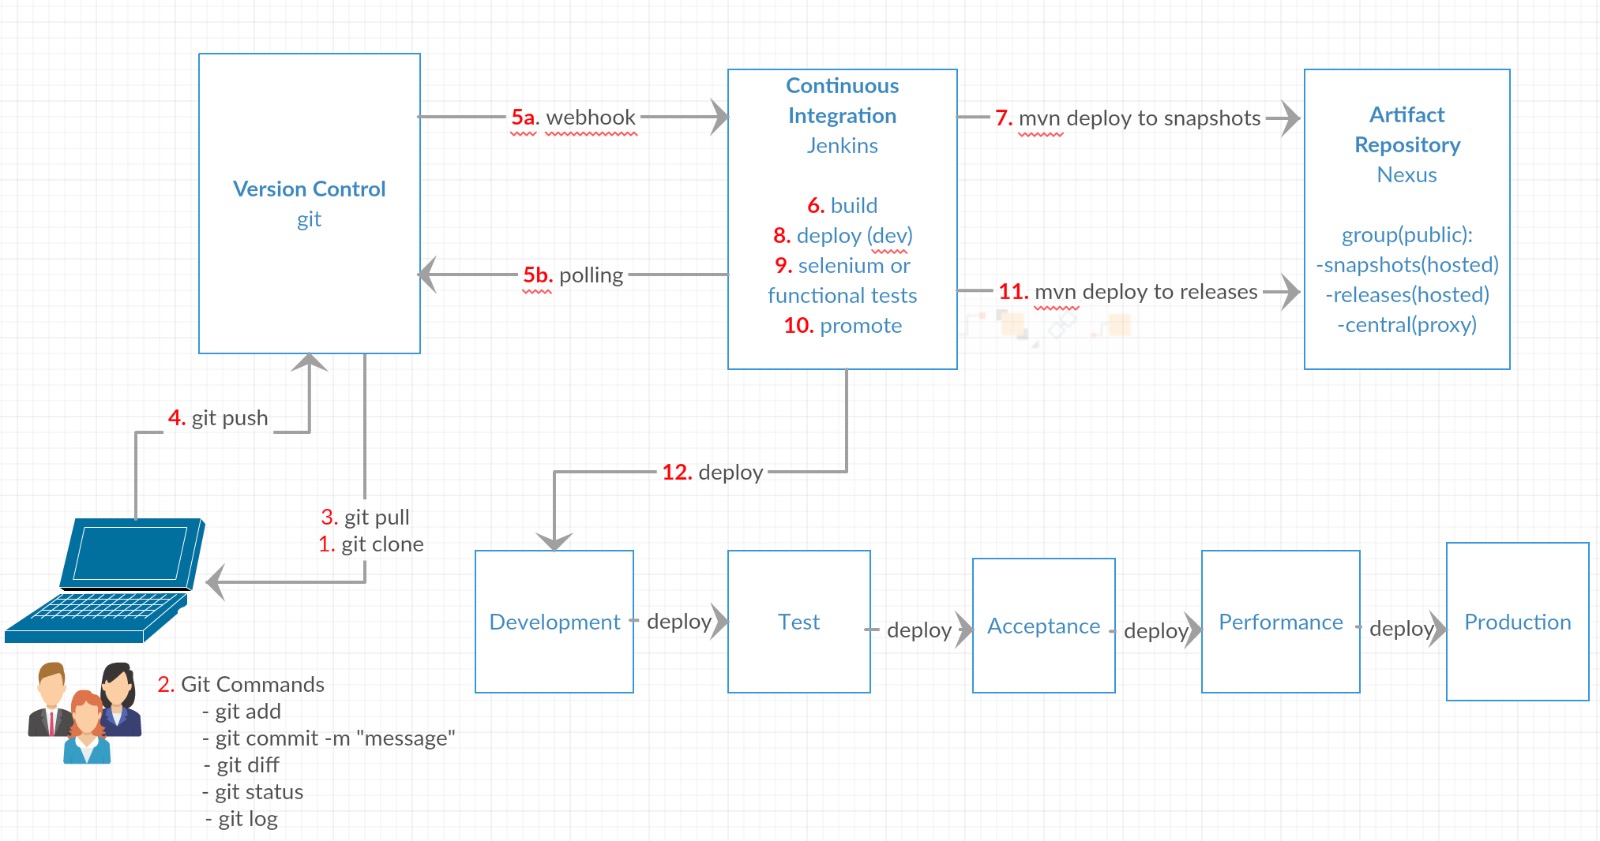 Version Control
git
5a. webhook
5b. polling
Continuous
Integration
Jenkins
6. build
8. deploy (dev)
9. selenium or
functional tests
10. promote
7. mvn deploy to snapshots
11. mvn deploy to releases
Artifact
Repository
Nexus
group(public):
-snapshots(hosted)
-releases(hosted)
-central(proxy)
4. git push
3. git pull
1. git clone
12. deploy
Development
deploy
Test
deploy
Acceptance
deploy
Performance
deploy
Production
2. Git Commands
- git add
- git commit -m "message"
- git diff
- git status
- git log